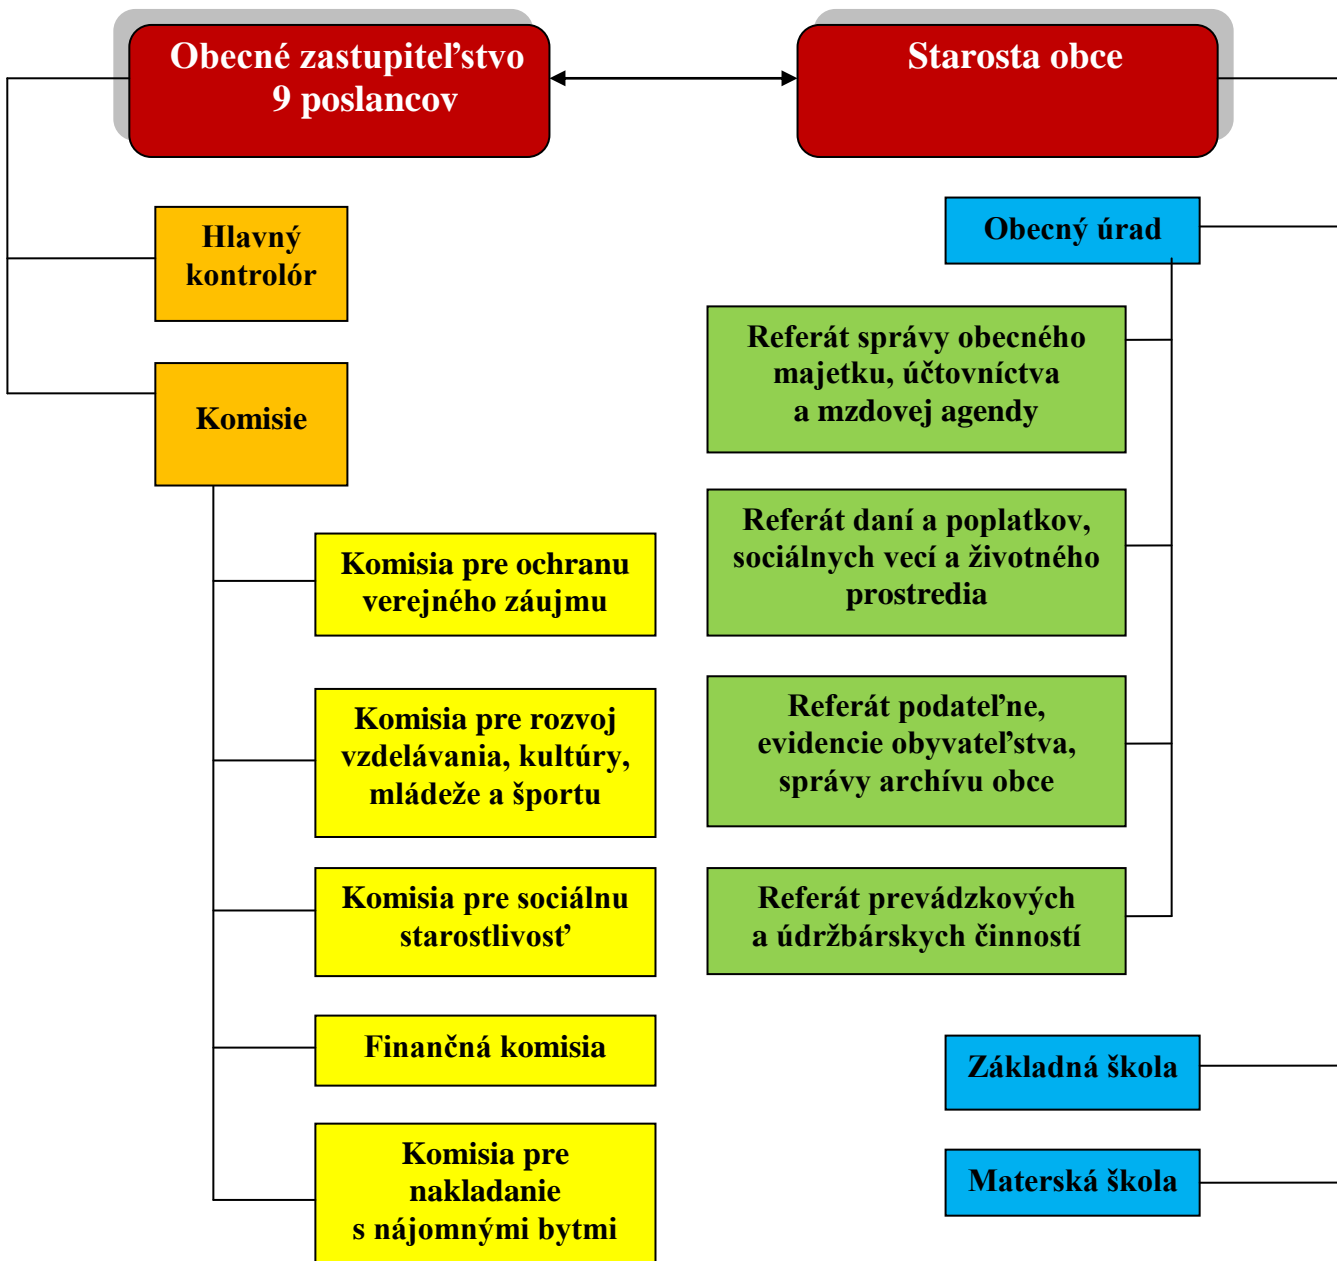 Obecné zastupiteľstvo
9 poslancov
Starosta obce
Hlavný
kontrolór
Komisie
Komisia pre ochranu
verejného záujmu
Komisia pre rozvoj
vzdelávania, kultúry,
mládeže a športu
Komisia pre sociálnu
starostlivosť
Finančná komisia
Komisia pre
nakladanie
s nájomnými bytmi
Obecný úrad
Referát správy obecného
majetku, účtovníctva
a mzdovej agendy
Referát daní a poplatkov,
sociálnych vecí a životného
prostredia
Referát podateľne,
evidencie obyvateľstva,
správy archívu obce
Referát prevádzkových
a údržbárskych činností
Základná škola
Materská škola